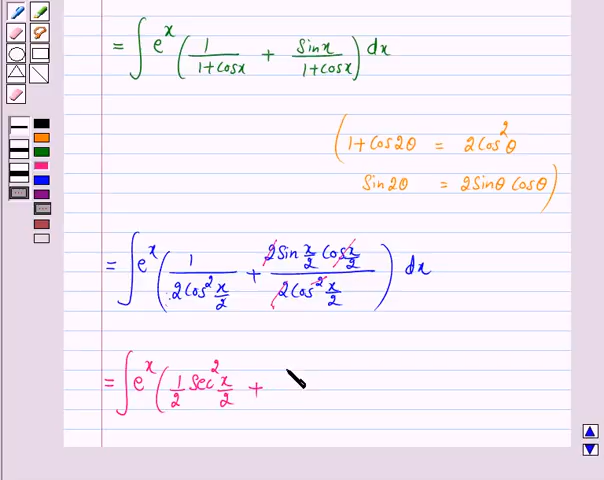 = ∫ e^x ( 1/(1+cosx) + sinx/(1+cosx) ) dx
( 1+cos2θ = 2cos²θ
sin2θ = 2sinθ cosθ )
= ∫ e^x ( 1/(2cos² x/2) + (2sin x/2 cos x/2)/(2cos² x/2) ) dx
= ∫ e^x ( 1/2 sec² x/2 +